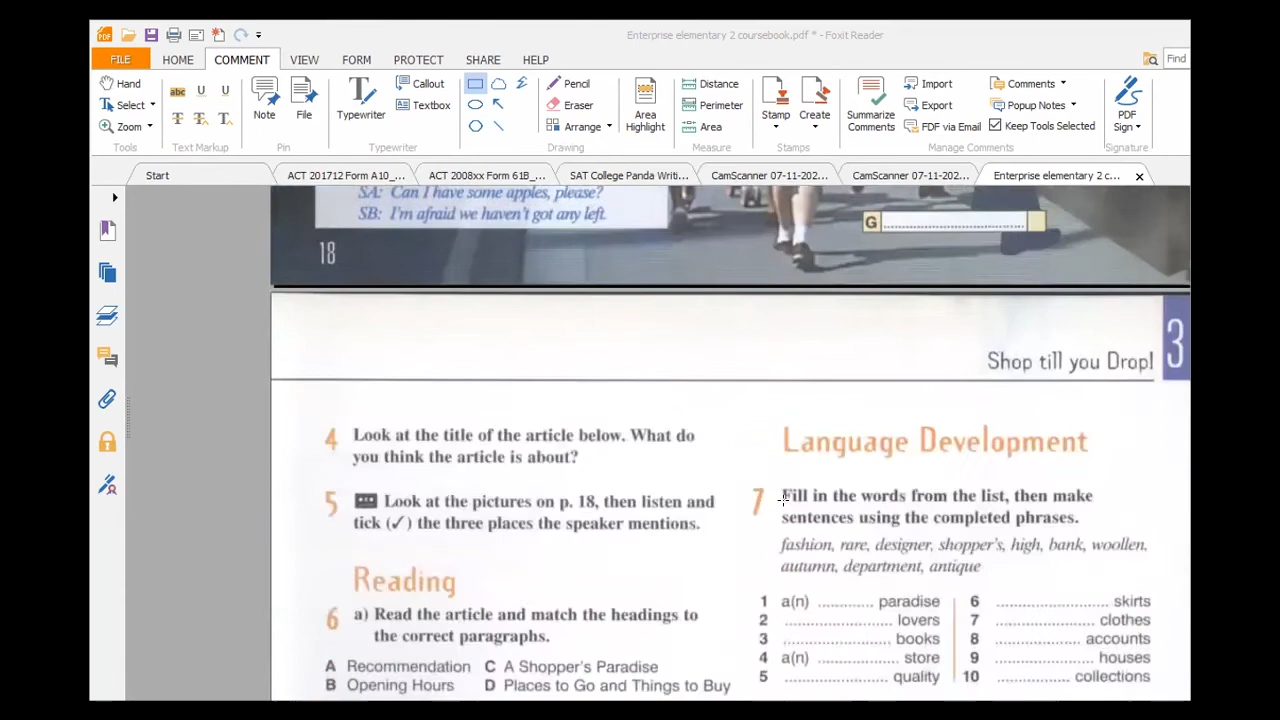 Enterprise elementary 2 coursebook.pdf * - Foxit Reader
FILE HOME COMMENT VIEW FORM PROTECT SHARE HELP
Find
Hand
Select
Zoom
Tools
abc U U
T T T
Text Markup
Note
File
Pin
Typewriter
Callout
Textbox
Typewriter
Pencil
Eraser
Arrange
Drawing
Area
Highlight
Distance
Perimeter
Area
Measure
Stamp
Create
Stamps
Summarize
Comments
Import
Export
FDF via Email
Comments
Popup Notes
Keep Tools Selected
Manage Comments
PDF
Sign
Signature
Start
ACT 201712 Form A10_...
ACT 2008xx Form 61B_...
SAT College Panda Writi...
CamScanner 07-11-202...
CamScanner 07-11-202...
Enterprise elementary 2 c...
SA: Can I have some apples, please?
SB: I'm afraid we haven't got any left.
G ......................................
18
Shop till you Drop!
3
4 Look at the title of the article below. What do
you think the article is about?
5 Look at the pictures on p. 18, then listen and
tick (✓) the three places the speaker mentions.
Reading
6 a) Read the article and match the headings to
the correct paragraphs.
A Recommendation C A Shopper's Paradise
B Opening Hours D Places to Go and Things to Buy
Language Development
7 Fill in the words from the list, then make
sentences using the completed phrases.
fashion, rare, designer, shopper's, high, bank, woollen,
autumn, department, antique
1 a(n) .............. paradise
2 .......................... lovers
3 .......................... books
4 a(n) .............. store
5 .......................... quality
6 .......................... skirts
7 .......................... clothes
8 .................... accounts
9 .......................... houses
10 .................. collections